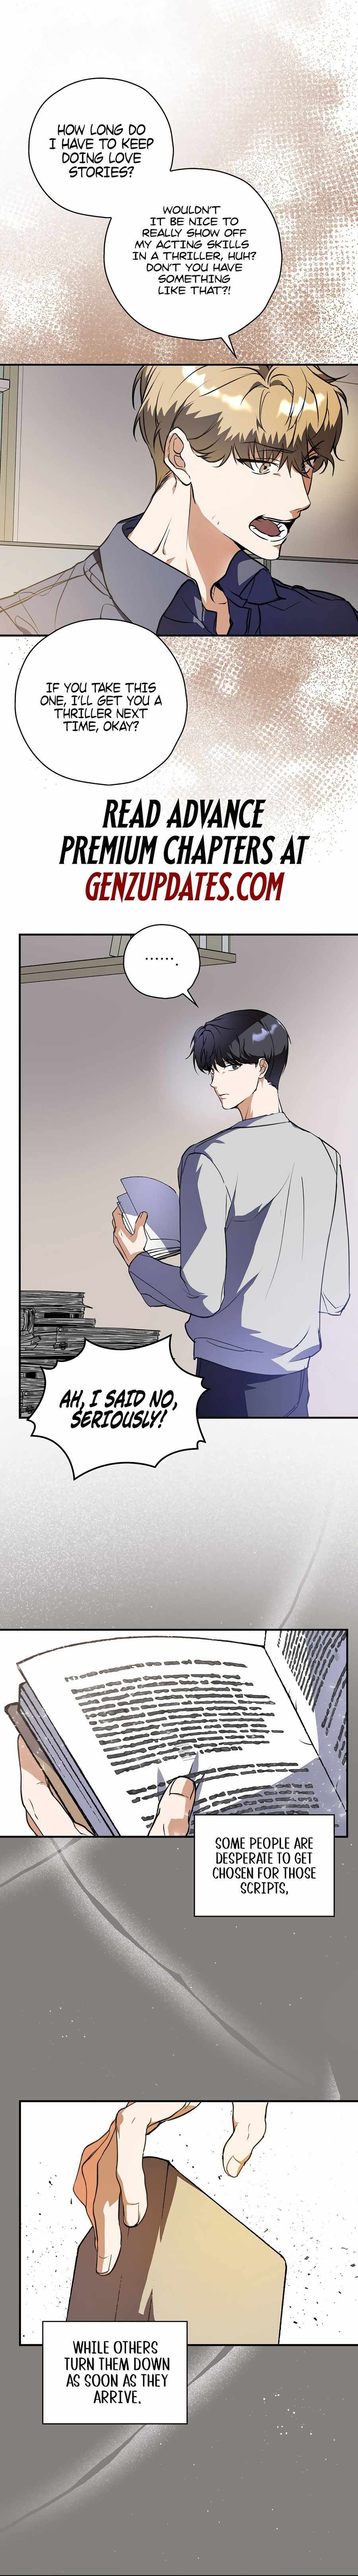 HOW LONG DO
I HAVE TO KEEP
DOING LOVE
STORIES?
WOULDN'T
IT BE NICE TO
REALLY SHOW OFF
MY ACTING SKILLS
IN A THRILLER, HUH?
DON'T YOU HAVE
SOMETHING
LIKE THAT?!
IF YOU TAKE THIS
ONE, I'LL GET YOU A
THRILLER NEXT
TIME, OKAY?
READ ADVANCE
PREMIUM CHAPTERS AT
GENZUPDATES.COM
.......
AH, I SAID NO,
SERIOUSLY!
SOME PEOPLE ARE
DESPERATE TO GET
CHOSEN FOR THOSE
SCRIPTS,
WHILE OTHERS
TURN THEM DOWN
AS SOON AS THEY
ARRIVE.